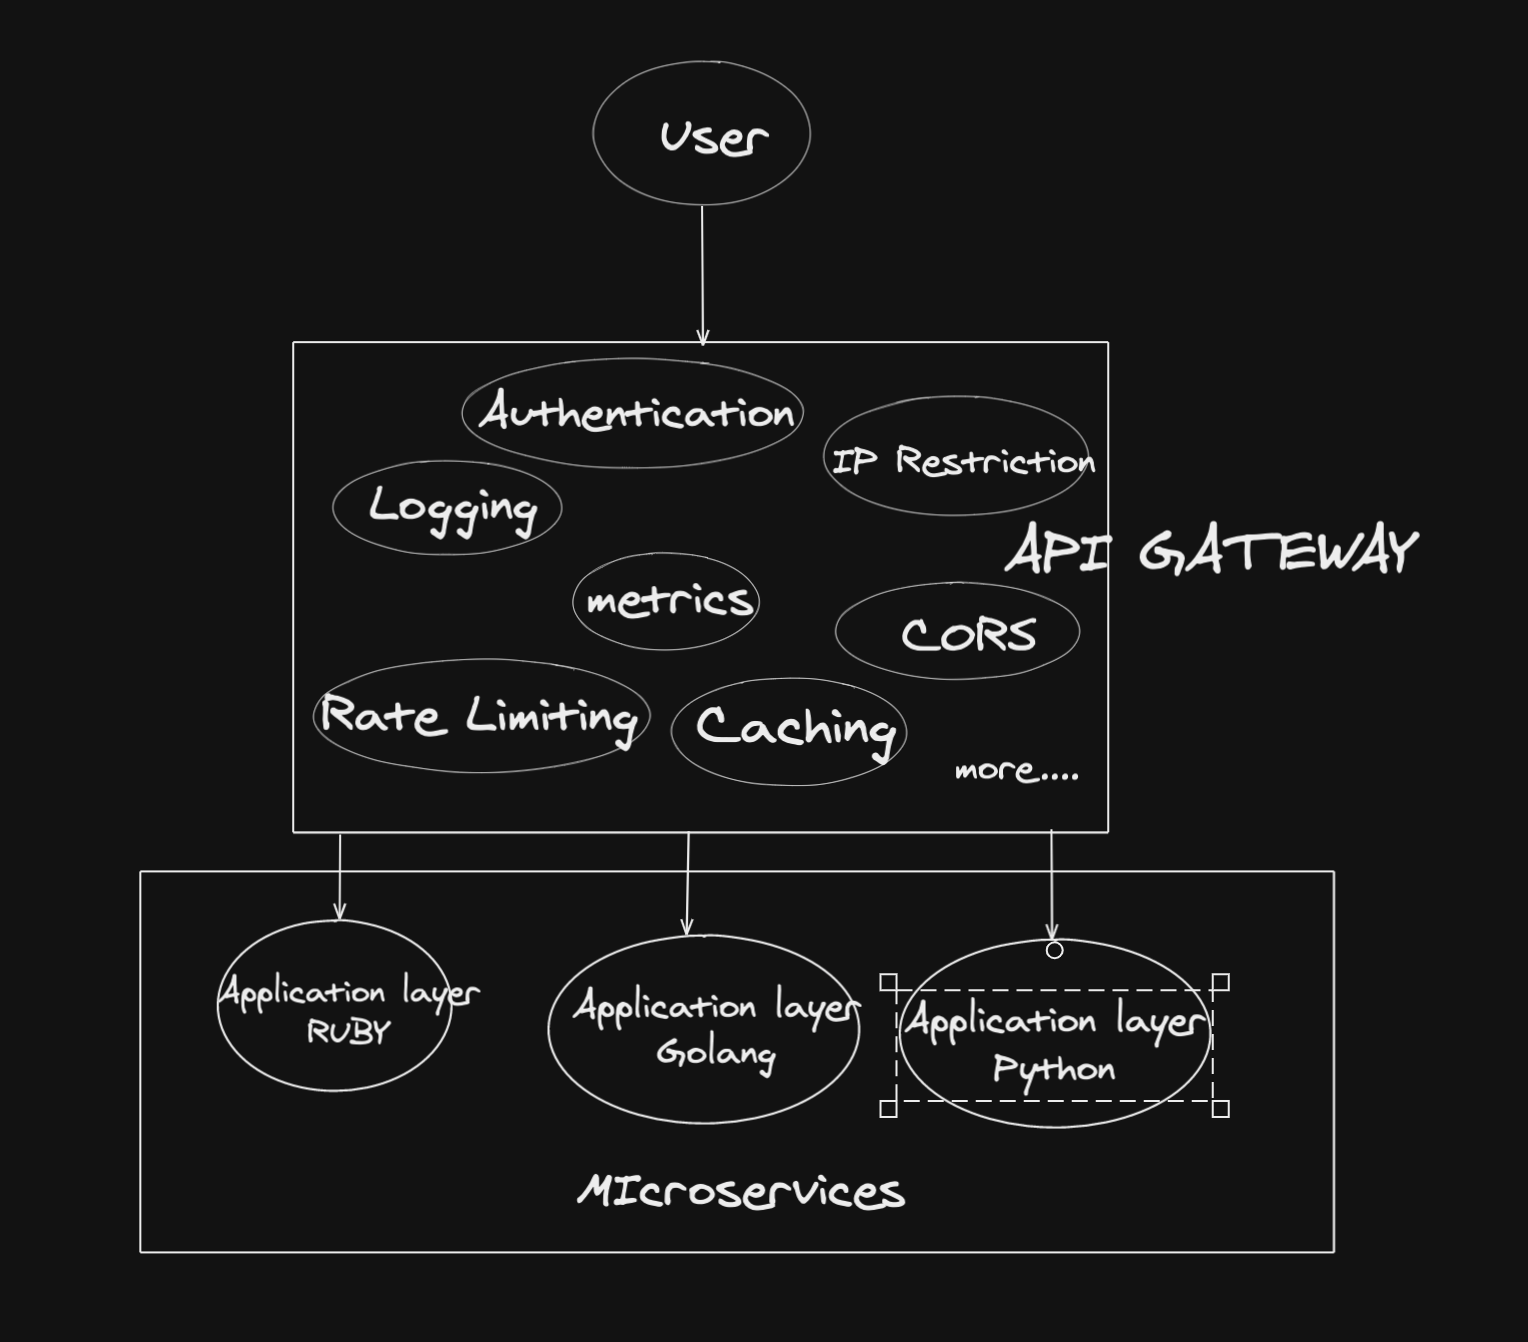 User
Authentication
IP Restriction
Logging
API GATEWAY
metrics
CORS
Rate Limiting
Caching
more....
Application layer
RUBY
Application layer
Golang
Application layer
Python
MIcroservices